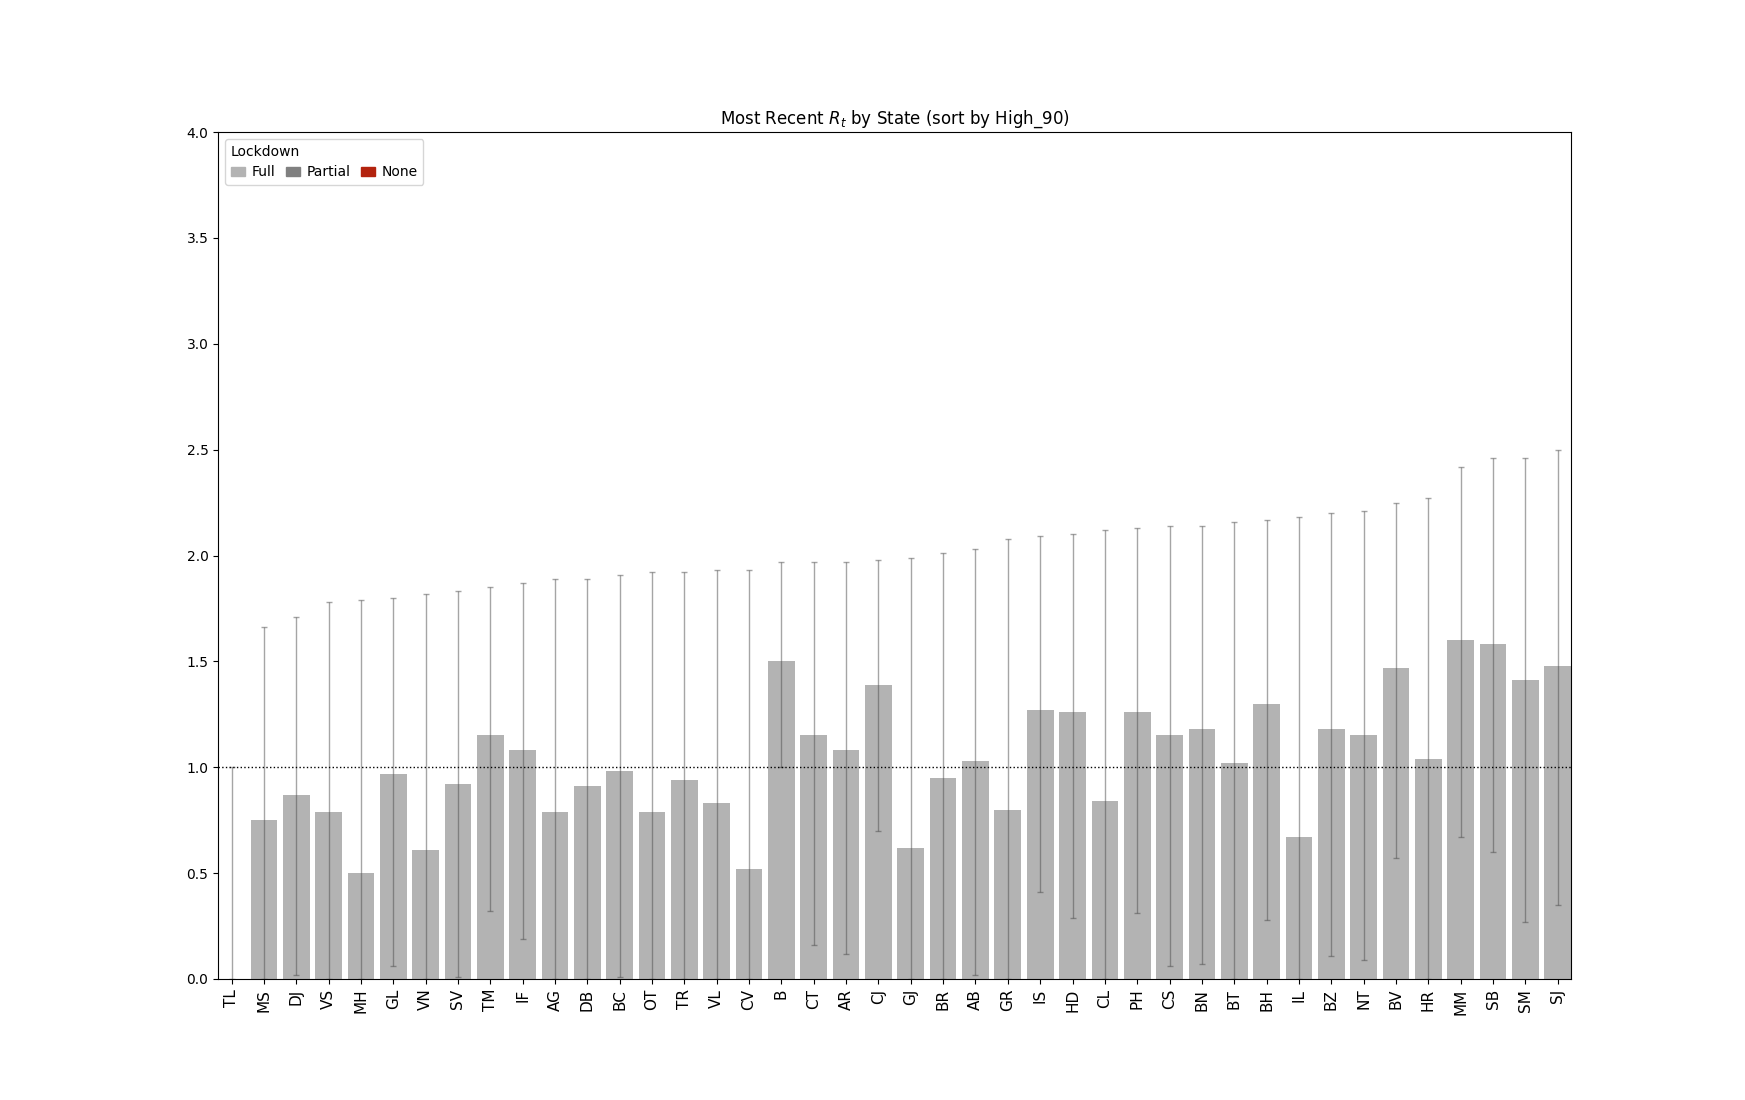 Most Recent R_t by State (sort by High_90)
Lockdown
Full Partial None
4.0
3.5
3.0
2.5
2.0
1.5
1.0
0.5
0.0
TL MS DJ VS MH GL VN SV TM IF AG DB BC OT TR VL CV B CT AR CJ GJ BR AB GR IS HD CL PH CS BN BT BH IL BZ NT BV HR MM SB SM SJ